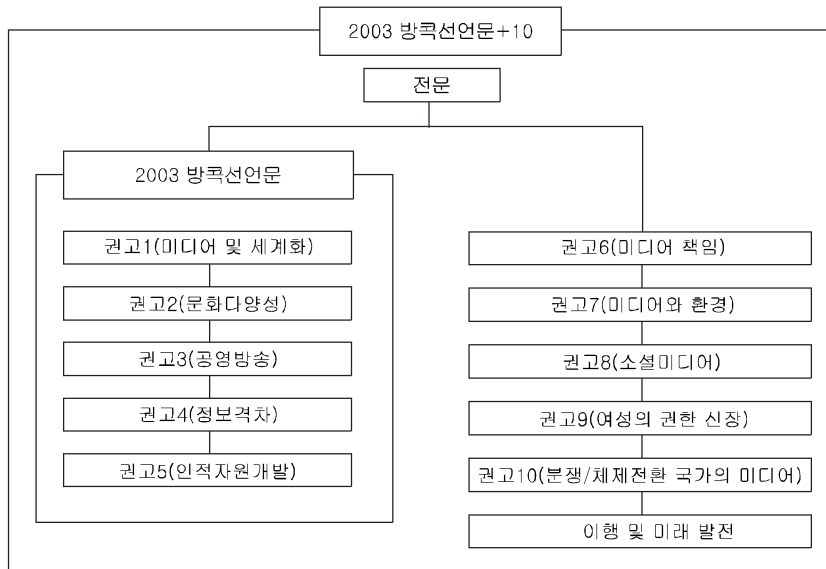 2003 방콕선언문+10
전문
2003 방콕선언문
권고1(미디어 및 세계화)
권고2(문화다양성)
권고3(공영방송)
권고4(정보격차)
권고5(인적자원개발)
권고6(미디어 책임)
권고7(미디어와 환경)
권고8(소셜미디어)
권고9(여성의 권한 신장)
권고10(분쟁/체제전환 국가의 미디어)
이행 및 미래 발전